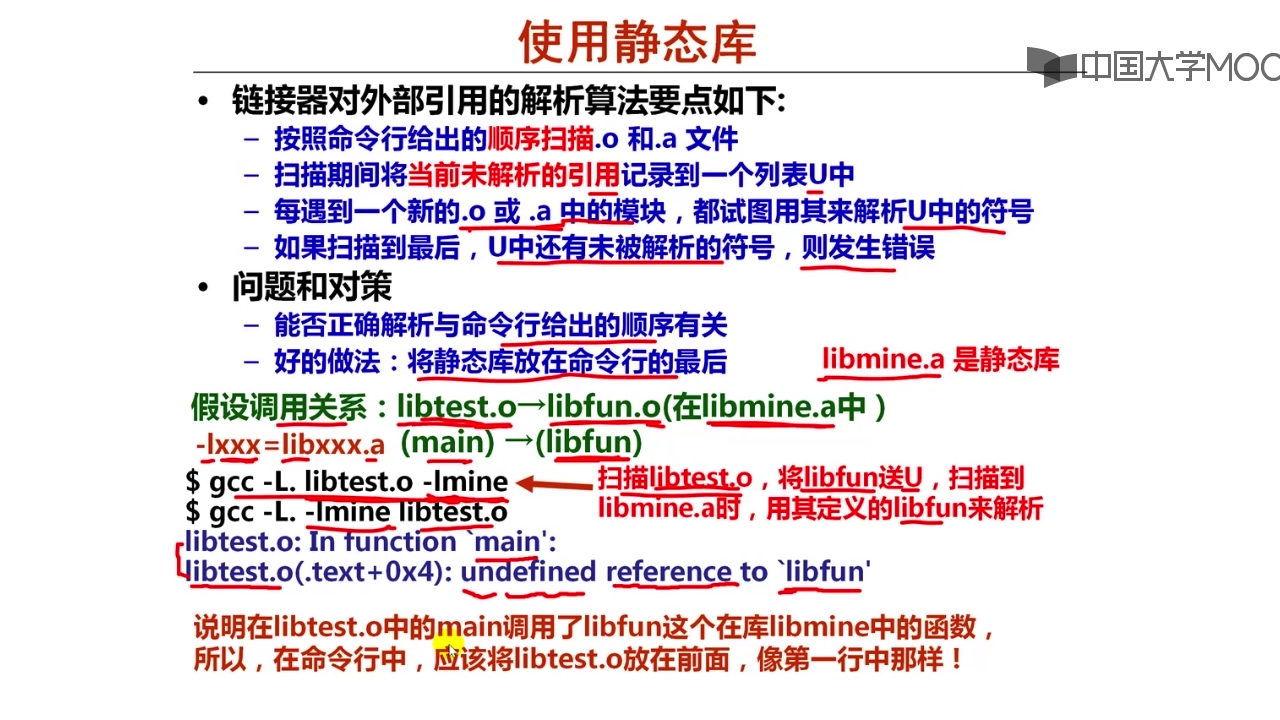 使用静态库
中国大学MOO
• 链接器对外部引用的解析算法要点如下:
– 按照命令行给出的顺序扫描.o 和.a 文件
– 扫描期间将当前未解析的引用记录到一个列表U中
– 每遇到一个新的.o 或 .a 中的模块，都试图用其来解析U中的符号
– 如果扫描到最后，U中还有未被解析的符号，则发生错误
• 问题和对策
– 能否正确解析与命令行给出的顺序有关
– 好的做法：将静态库放在命令行的最后
libmine.a 是静态库
假设调用关系：libtest.o→libfun.o(在libmine.a中）
-lxxx=libxxx.a (main) →(libfun)
$ gcc -L. libtest.o -lmine
扫描libtest.o，将libfun送U，扫描到
libmine.a时，用其定义的libfun来解析
$ gcc -L. -lmine libtest.o
libtest.o: In function `main':
libtest.o(.text+0x4): undefined reference to `libfun'
说明在libtest.o中的main调用了libfun这个在库libmine中的函数，
所以，在命令行中，应该将libtest.o放在前面，像第一行中那样！